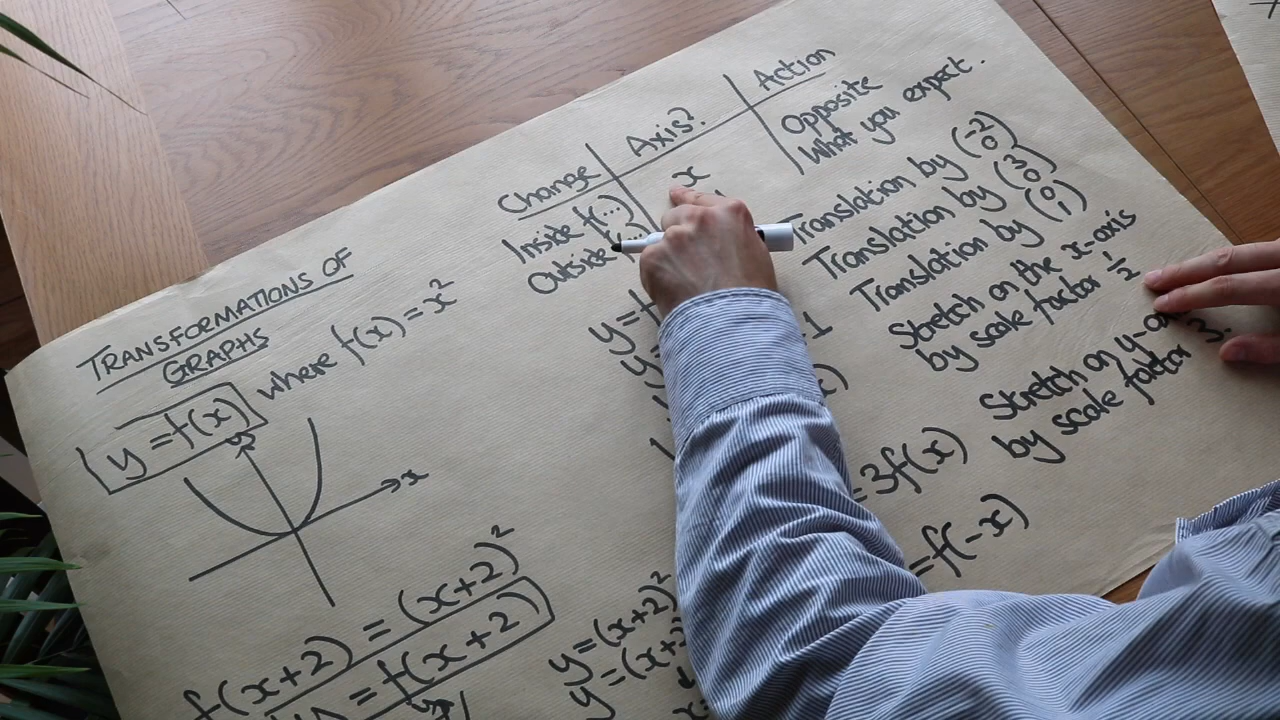 TRANSFORMATIONS OF
GRAPHS
y=f(x) where f(x)=x²
y
x
f(x+2) = (x+2)²
= f(x+2)
y
Change Axis? Action
Inside f(...) x Opposite
What you expect.
Outside
Translation by (-2 0)
Translation by (3 0)
Translation by (0 1)
Stretch on the x-axis
by scale factor 1/2
Stretch on y-a
by scale factor 3.
y=f
y=
1
x)
=3f(x)
=f(-x)
y=(x+2)²
y=(x+2